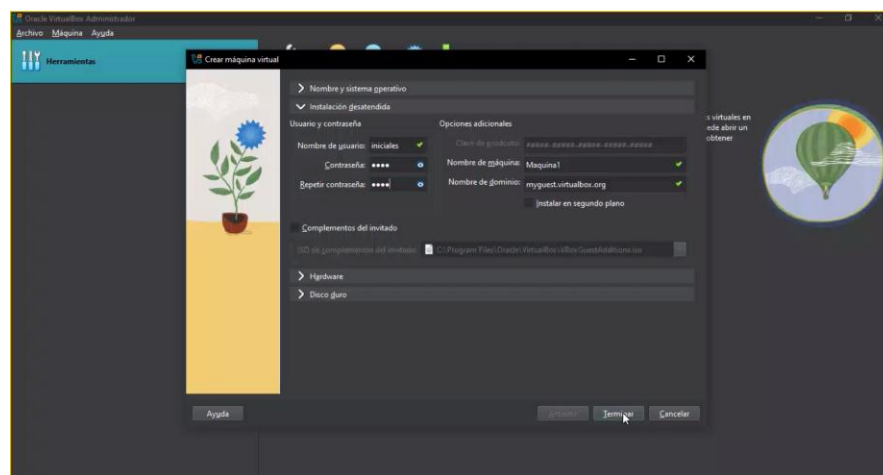 Oracle VirtualBox Administrador
Archivo Máquina Ayuda
Herramientas
Crear máquina virtual
Nombre y sistema operativo
Instalación desatendida
Usuario y contraseña
Opciones adicionales
Nombre de usuario: iniciales
Clave de producto: #####-#####-#####-#####-#####
Contraseña: ••••
Nombre de máquina: Maquina1
Repetir contraseña: ••••
Nombre de dominio: myguest.virtualbox.org
Instalar en segundo plano
Complementos del invitado
ISO de complementos del invitado: C:\Program Files\Oracle\VirtualBox\VBoxGuestAdditions.iso
Hardware
Disco duro
Ayuda
Anterior
Terminar
Cancelar
s virtuales en
ede abrir un
obtener